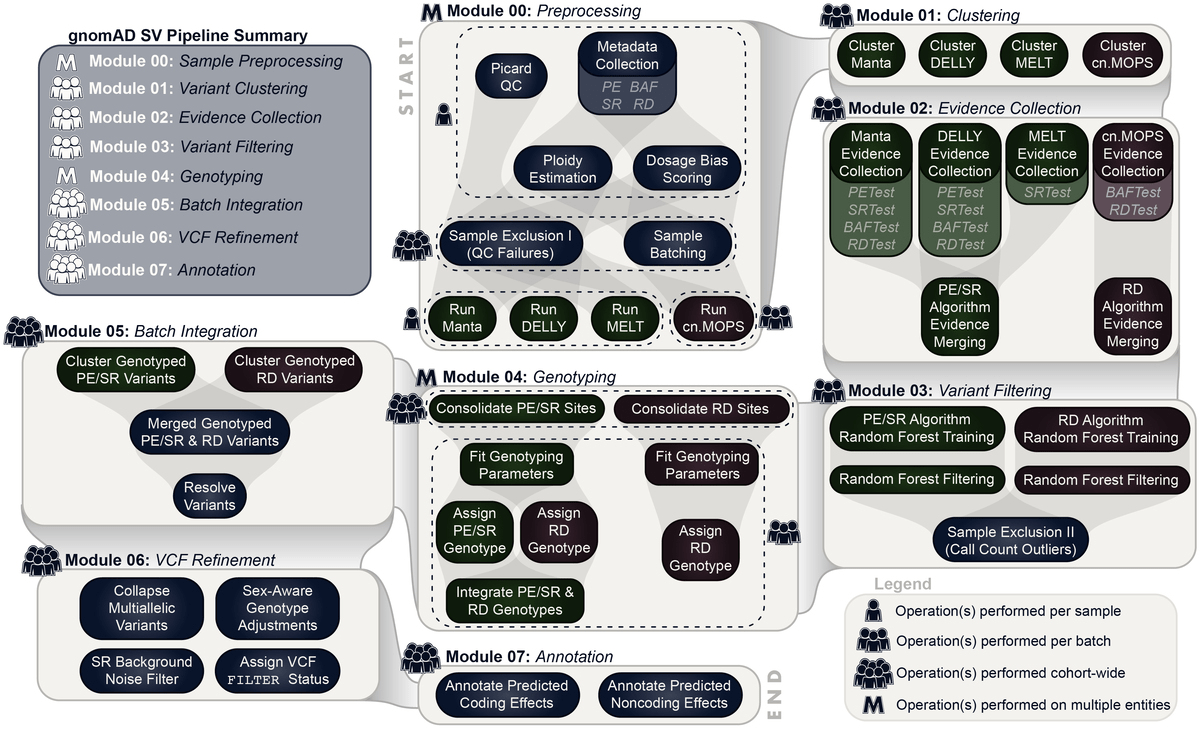 gnomAD SV Pipeline Summary
M Module 00: Sample Preprocessing
Module 01: Variant Clustering
Module 02: Evidence Collection
Module 03: Variant Filtering
M Module 04: Genotyping
Module 05: Batch Integration
Module 06: VCF Refinement
Module 07: Annotation
START
M Module 00: Preprocessing
Picard
QC
Metadata
Collection
PE BAF
SR RD
Ploidy
Estimation
Dosage Bias
Scoring
Sample Exclusion I
(QC Failures)
Sample
Batching
Run
Manta
Run
DELLY
Run
MELT
Run
cn.MOPS
Module 01: Clustering
Cluster
Manta
Cluster
DELLY
Cluster
MELT
Cluster
cn.MOPS
Module 02: Evidence Collection
Manta
Evidence
Collection
PETest
SRTest
BAFTest
RDTest
DELLY
Evidence
Collection
PETest
SRTest
BAFTest
RDTest
MELT
Evidence
Collection
SRTest
cn.MOPS
Evidence
Collection
BAFTest
RDTest
PE/SR
Algorithm
Evidence
Merging
RD
Algorithm
Evidence
Merging
Module 03: Variant Filtering
PE/SR Algorithm
Random Forest Training
RD Algorithm
Random Forest Training
Random Forest Filtering
Random Forest Filtering
Sample Exclusion II
(Call Count Outliers)
M Module 04: Genotyping
Consolidate PE/SR Sites
Consolidate RD Sites
Fit Genotyping
Parameters
Fit Genotyping
Parameters
Assign
PE/SR
Genotype
Assign
RD
Genotype
Assign
RD
Genotype
Integrate PE/SR &
RD Genotypes
Module 05: Batch Integration
Cluster Genotyped
PE/SR Variants
Cluster Genotyped
RD Variants
Merged Genotyped
PE/SR & RD Variants
Resolve
Variants
Module 06: VCF Refinement
Collapse
Multiallelic
Variants
Sex-Aware
Genotype
Adjustments
SR Background
Noise Filter
Assign VCF
FILTER Status
Module 07: Annotation
Annotate Predicted
Coding Effects
Annotate Predicted
Noncoding Effects
END
Legend
Operation(s) performed per sample
Operation(s) performed per batch
Operation(s) performed cohort-wide
M Operation(s) performed on multiple entities